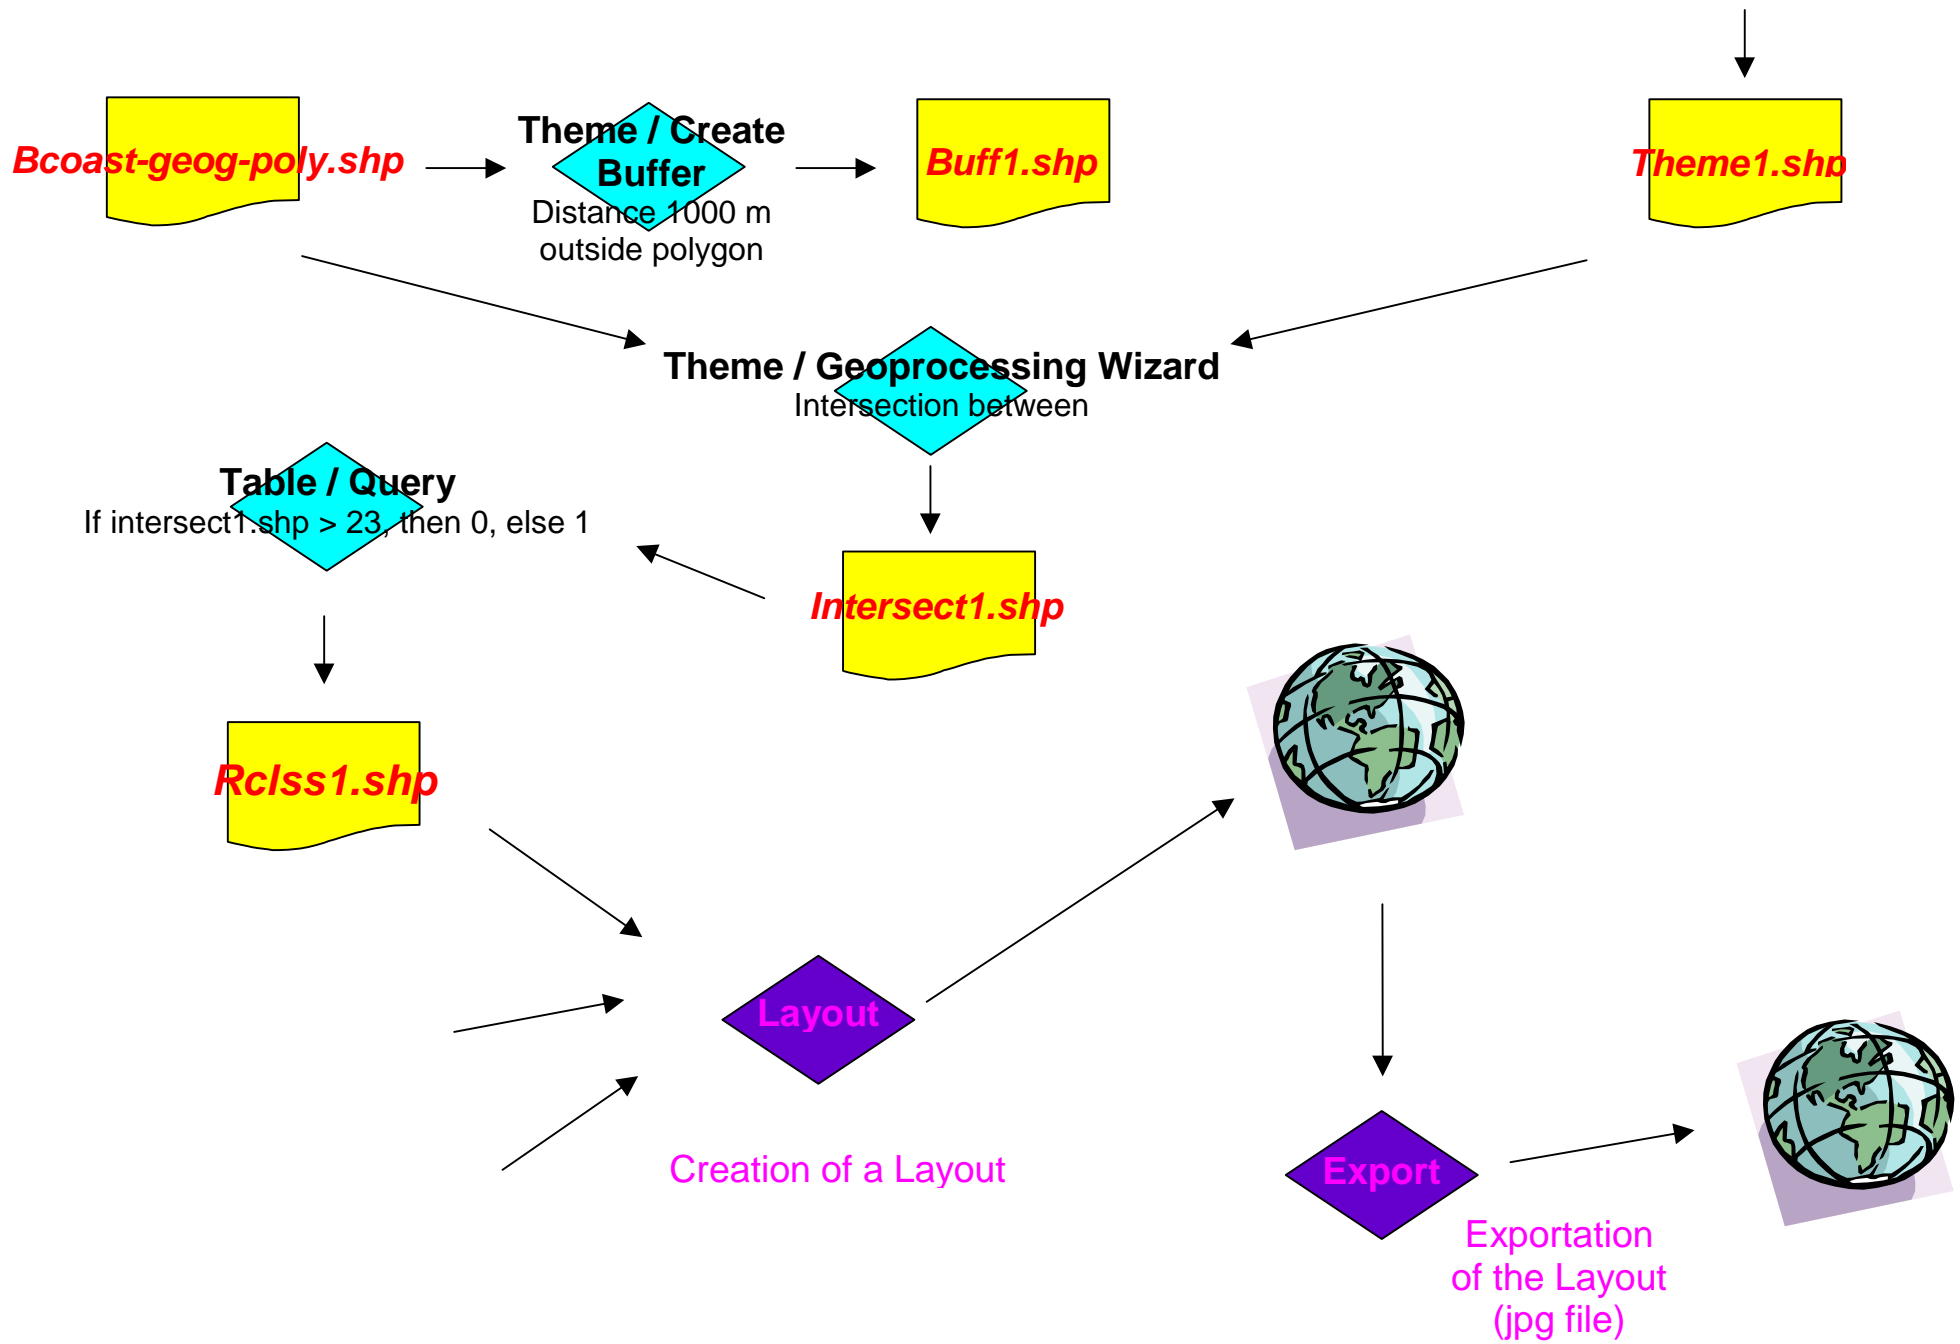 Bcoast-geog-poly.shp
Theme / Create
Buffer
Distance 1000 m
outside polygon
Buff1.shp
Theme1.shp
Theme / Geoprocessing Wizard
Intersection between
Table / Query
If intersect1.shp > 23, then 0, else 1
Intersect1.shp
Rclss1.shp
Layout
Creation of a Layout
Export
Exportation
of the Layout
(jpg file)